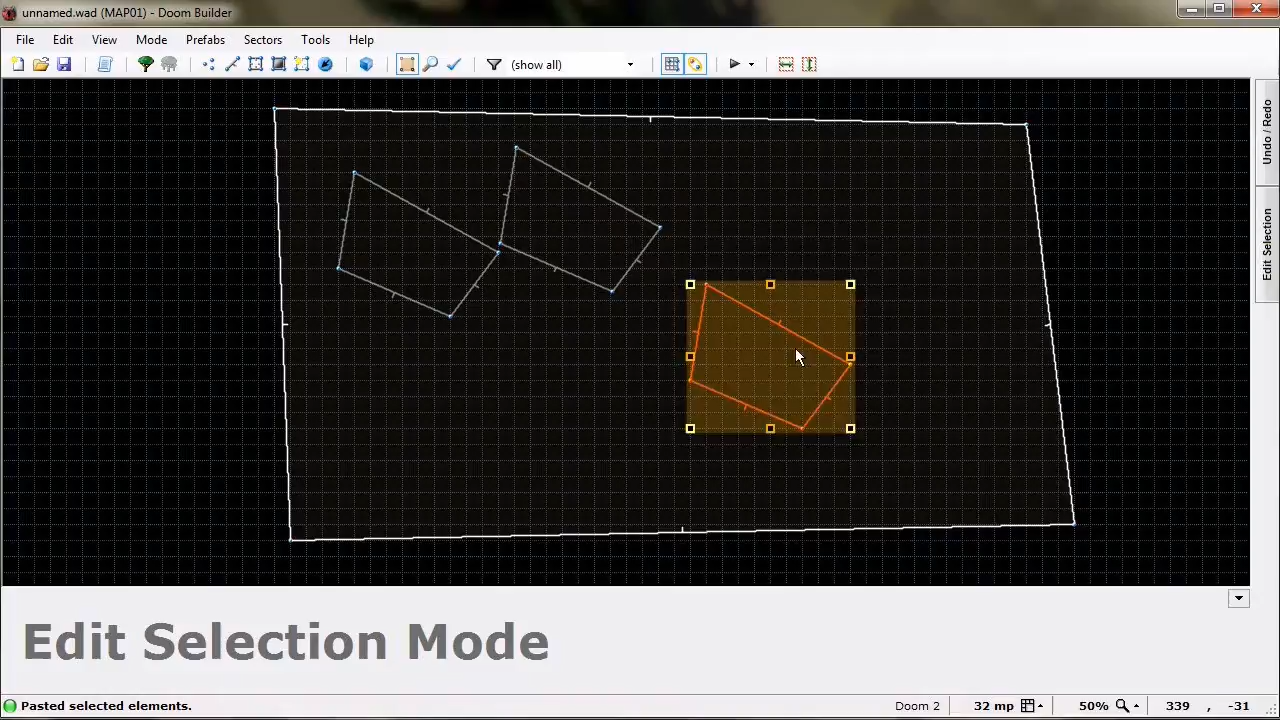 unnamed.wad (MAP01) - Doom Builder
File Edit View Mode Prefabs Sectors Tools Help
(show all)
Undo / Redo
Edit Selection
Edit Selection Mode
Pasted selected elements. Doom 2 32 mp 50% 339 , -31